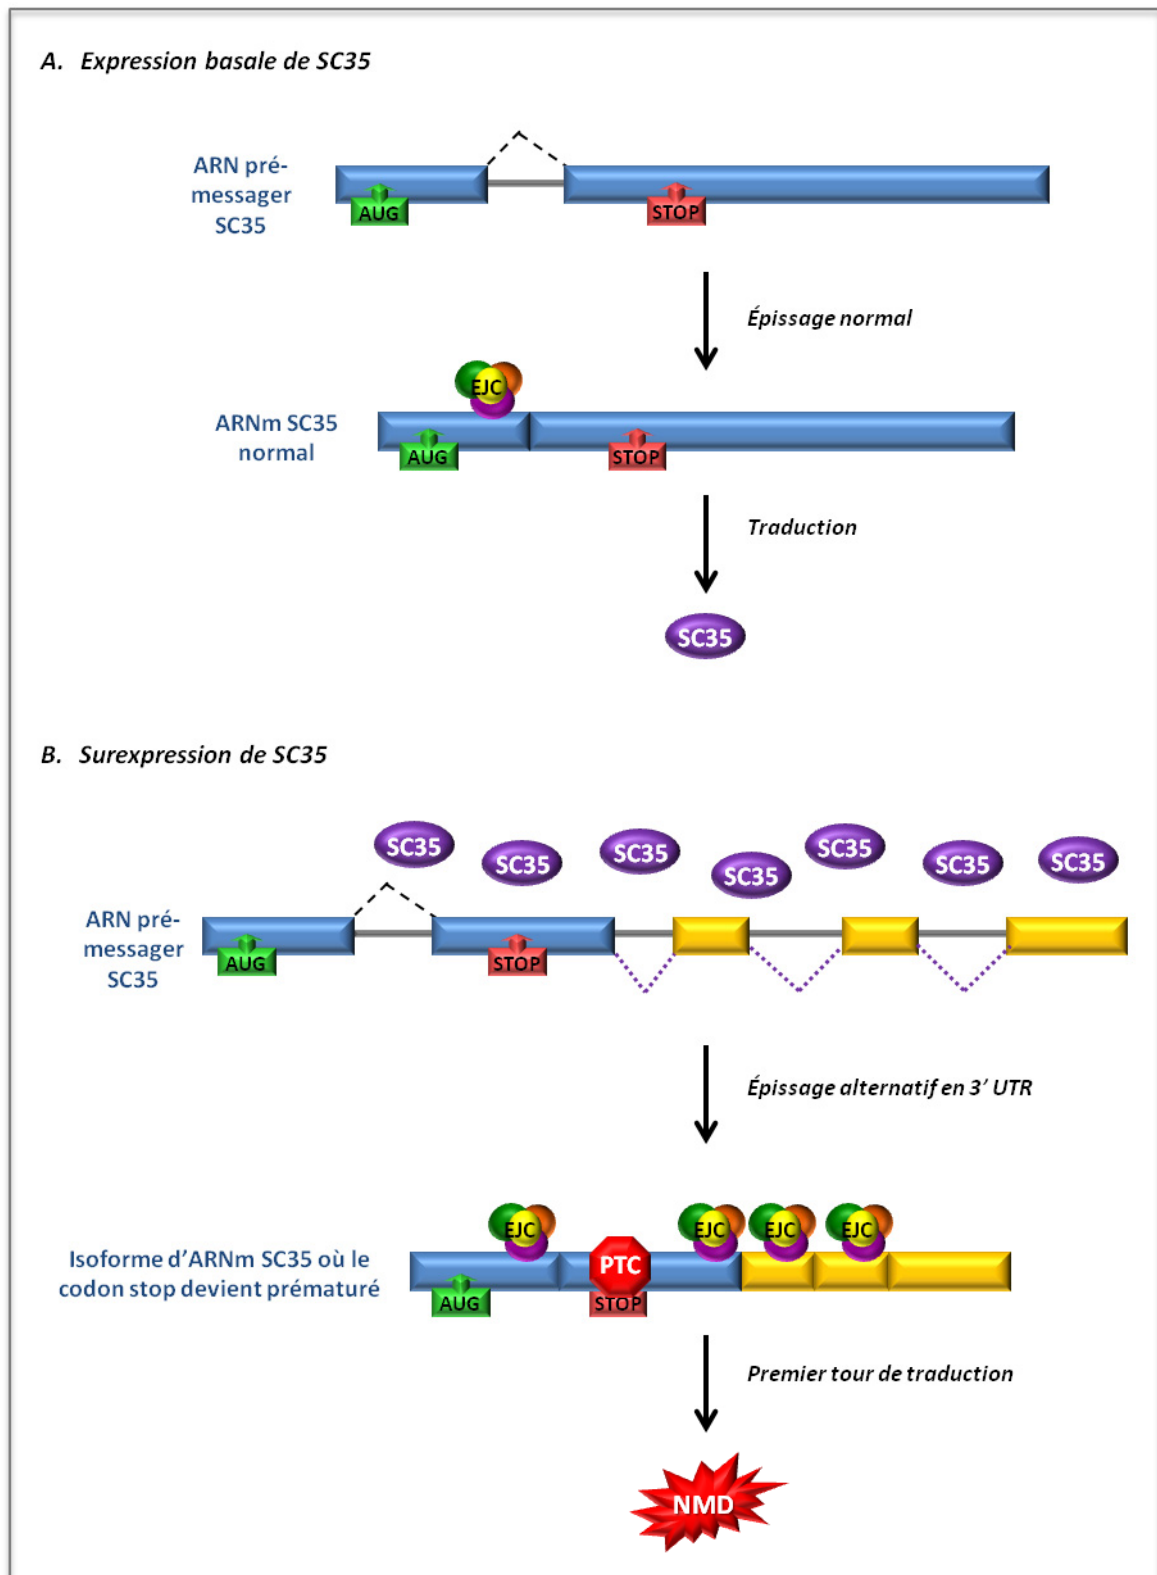 A. Expression basale de SC35
ARN pré-
messager
SC35
AUG
STOP
Épissage normal
EJC
ARNm SC35
normal
AUG
STOP
Traduction
SC35
B. Surexpression de SC35
SC35
SC35
SC35
SC35
SC35
SC35
SC35
ARN pré-
messager
SC35
AUG
STOP
Épissage alternatif en 3’ UTR
EJC
EJC
EJC
EJC
Isoforme d’ARNm SC35 où le
codon stop devient prématuré
PTC
AUG
STOP
Premier tour de traduction
NMD